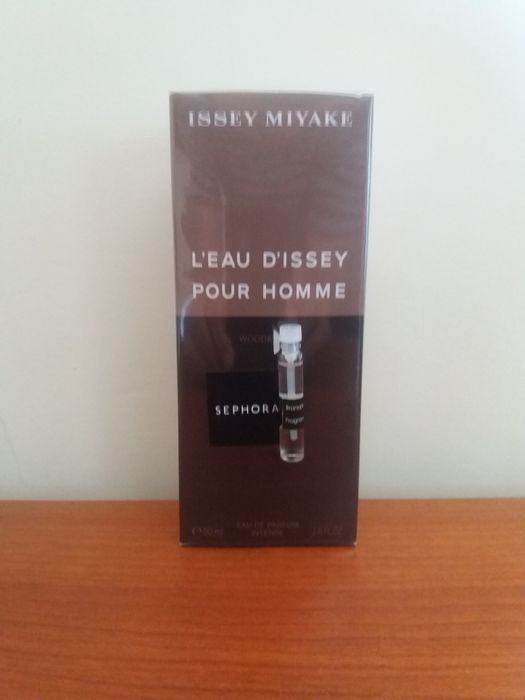 ISSEY MIYAKE
L'EAU D'ISSEY
POUR HOMME
SEPHORA
EAU DE PARFUM
INTENSE